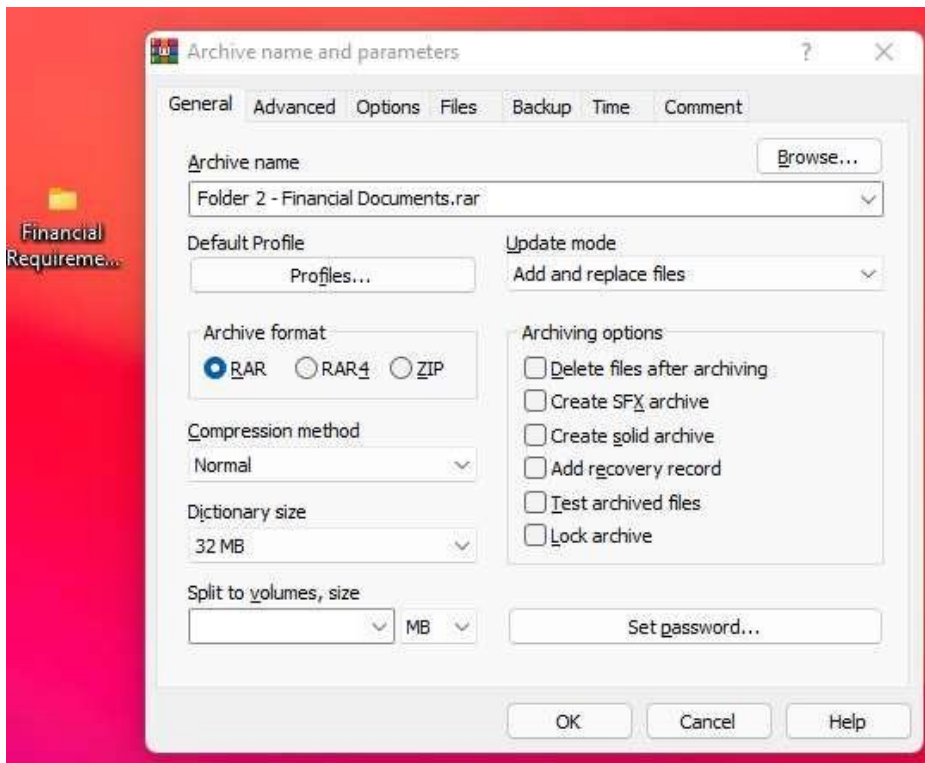 Archive name and parameters
?
General Advanced Options Files Backup Time Comment
Archive name
Browse...
Folder 2 - Financial Documents.rar
Financial
Requireme...
Default Profile
Profiles...
Update mode
Add and replace files
Archive format
RAR RAR4 ZIP
Compression method
Normal
Dictionary size
32 MB
Split to volumes, size
MB
Archiving options
Delete files after archiving
Create SFX archive
Create solid archive
Add recovery record
Test archived files
Lock archive
Set password...
OK Cancel Help